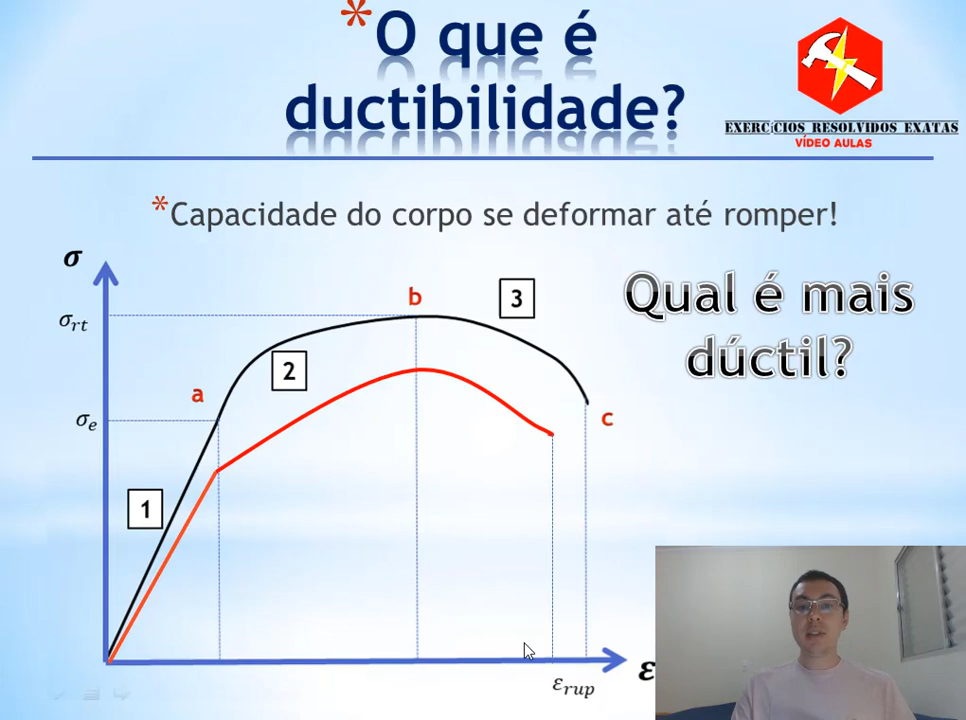 *O que é
ductibilidade?
EXERCÍCIOS RESOLVIDOS EXATAS
VÍDEO AULAS
*Capacidade do corpo se deformar até romper!
σ
b
3
Qual é mais
dúctil?
σrt
2
a
σe
c
1
ε
εrup